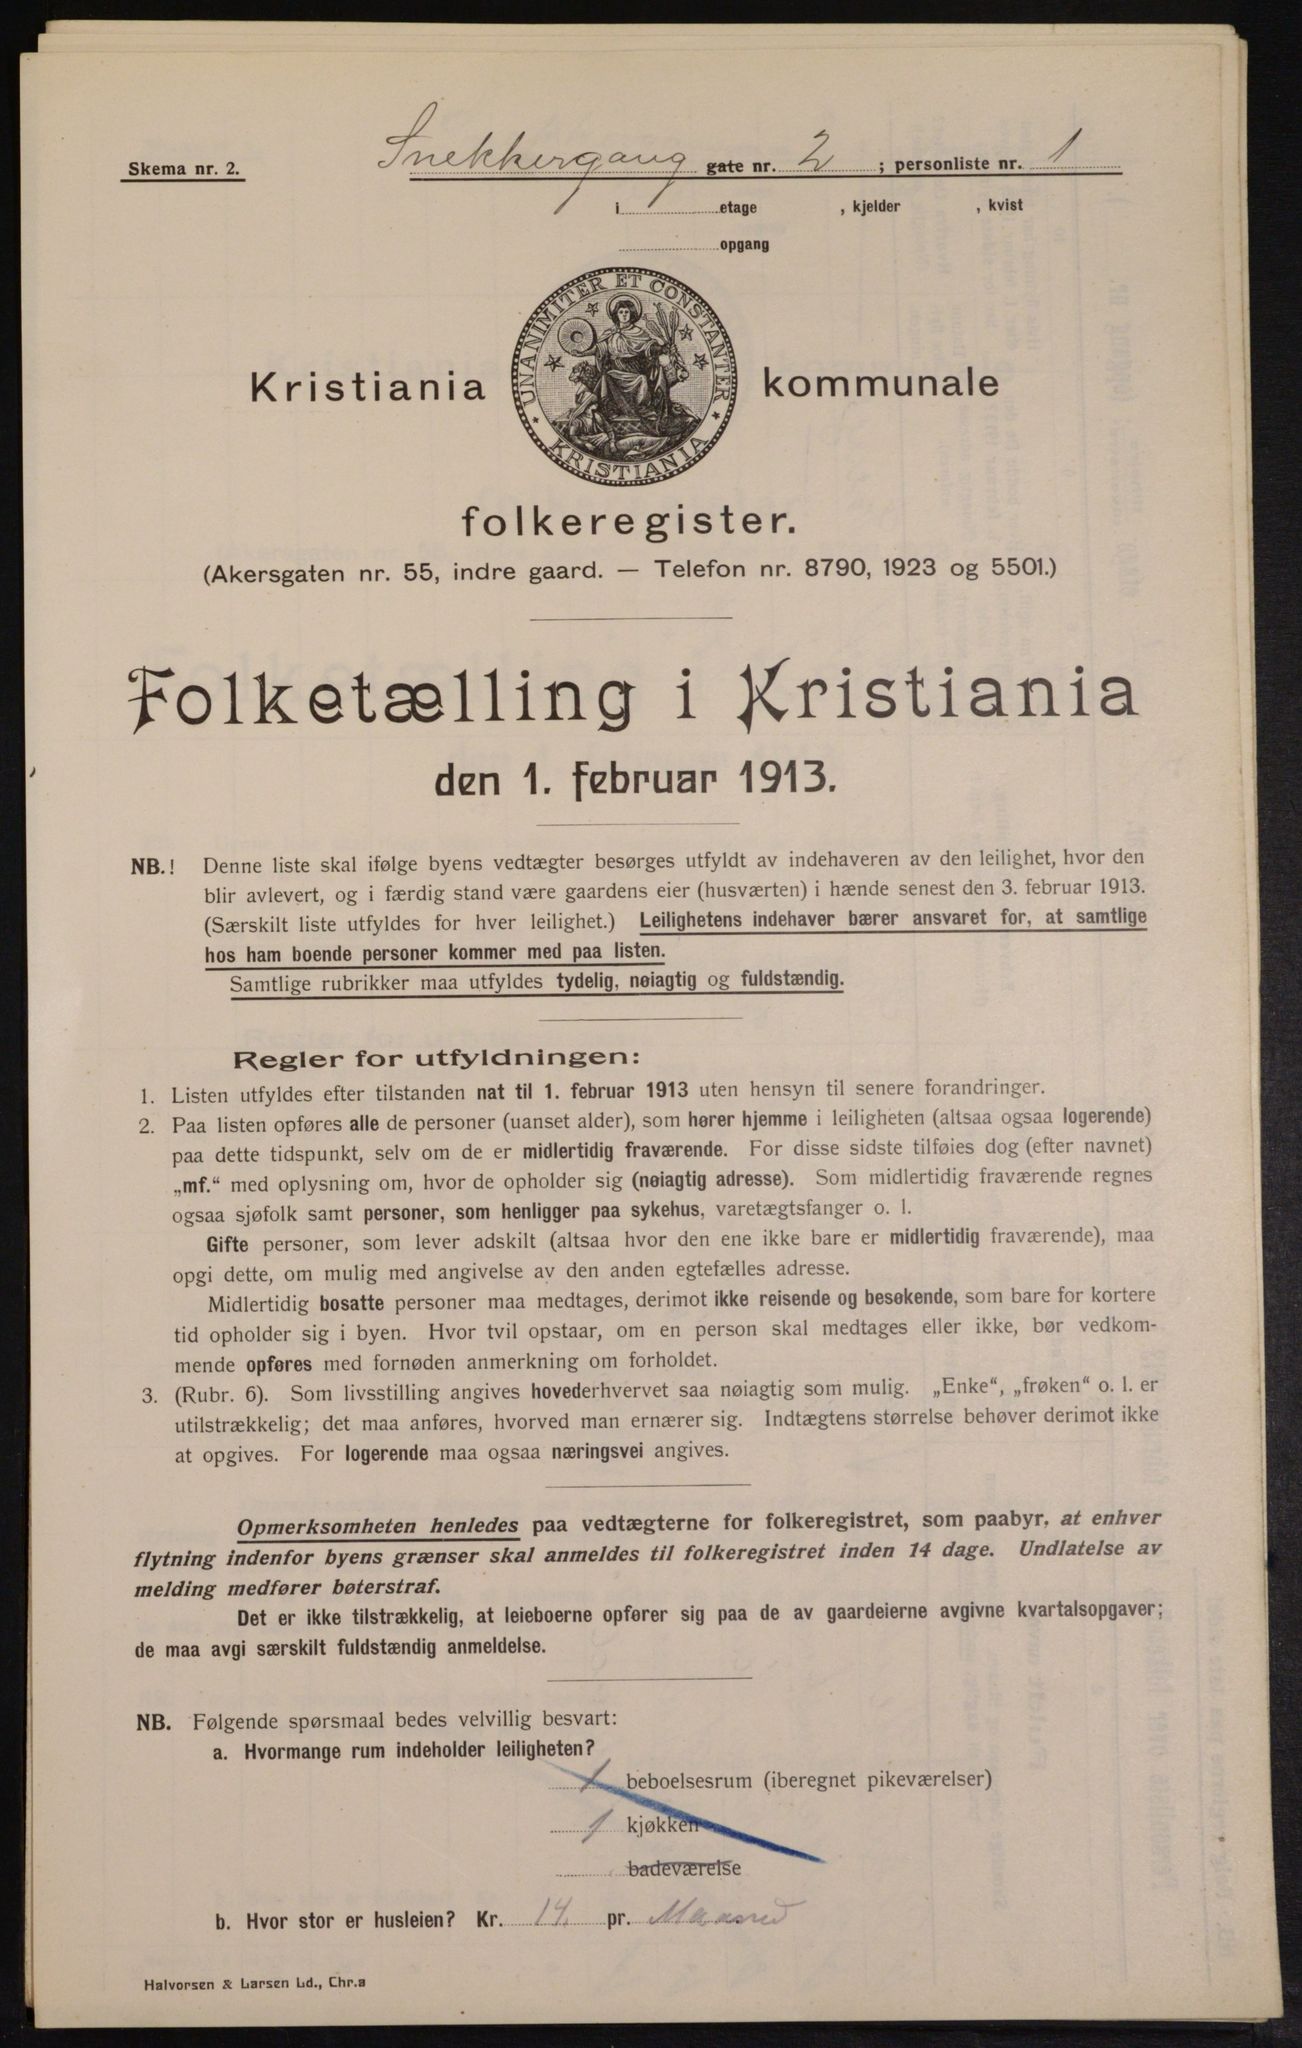 Skema nr. 2.
Snekkergang gate nr. 2 ; personliste nr. 1
i etage , kjelder , kvist
opgang
UNANIMITER ET CONSTANTER
KRISTIANIA
Kristiania kommunale
folkeregister.
(Akersgaten nr. 55, indre gaard. — Telefon nr. 8790, 1923 og 5501.)
Folketælling i Kristiania
den 1. februar 1913.
NB.! Denne liste skal ifølge byens vedtægter besørges utfyldt av indehaveren av den leilighet, hvor den
blir avlevert, og i færdig stand være gaardens eier (husværten) i hænde senest den 3. februar 1913.
(Særskilt liste utfyldes for hver leilighet.) Leilighetens indehaver bærer ansvaret for, at samtlige
hos ham boende personer kommer med paa listen.
Samtlige rubrikker maa utfyldes tydelig, nøiagtig og fuldstændig.
Regler for utfyldningen:
1. Listen utfyldes efter tilstanden nat til 1. februar 1913 uten hensyn til senere forandringer.
2. Paa listen opføres alle de personer (uanset alder), som hører hjemme i leiligheten (altsaa ogsaa logerende)
paa dette tidspunkt, selv om de er midlertidig fraværende. For disse sidste tilføies dog (efter navnet)
„mf.“ med oplysning om, hvor de opholder sig (nøiagtig adresse). Som midlertidig fraværende regnes
ogsaa sjøfolk samt personer, som henligger paa sykehus, varetægtsfanger o. l.
Gifte personer, som lever adskilt (altsaa hvor den ene ikke bare er midlertidig fraværende), maa
opgi dette, om mulig med angivelse av den anden egtefælles adresse.
Midlertidig bosatte personer maa medtages, derimot ikke reisende og besøkende, som bare for kortere
tid opholder sig i byen. Hvor tvil opstaar, om en person skal medtages eller ikke, bør vedkom-
mende opføres med fornøden anmerkning om forholdet.
3. (Rubr. 6). Som livsstilling angives hovederhvervet saa nøiagtig som mulig. „Enke“, „frøken“ o. l. er
utilstrækkelig; det maa anføres, hvorved man ernærer sig. Indtægtens størrelse behøver derimot ikke
at opgives. For logerende maa ogsaa næringsvei angives.
Opmerksomheten henledes paa vedtægterne for folkeregistret, som paabyr, at enhver
flytning indenfor byens grænser skal anmeldes til folkeregistret inden 14 dage. Undlatelse av
melding medfører bøterstraf.
Det er ikke tilstrækkelig, at leieboerne opfører sig paa de av gaardeierne avgivne kvartalsopgaver;
de maa avgi særskilt fuldstændig anmeldelse.
NB. Følgende spørsmaal bedes velvillig besvart:
a. Hvormange rum indeholder leiligheten?
1 beboelsesrum (iberegnet pikeværelser)
1 kjøkken
badeværelse
b. Hvor stor er husleien? Kr. 14. pr. Maaned
Halvorsen & Larsen Ld., Chr.a